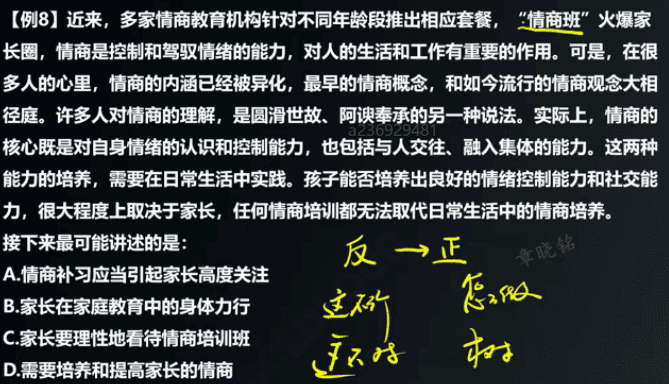 【例8】近来，多家情商教育机构针对不同年龄段推出相应套餐，“情商班”火爆家
长圈，情商是控制和驾驭情绪的能力，对人的生活和工作有重要的作用。可是，在很
多人的心里，情商的内涵已经被异化，最早的情商概念，和如今流行的情商观念大相
径庭。许多人对情商的理解，是圆滑世故、阿谀奉承的另一种说法。实际上，情商的
a236929481
核心既是对自身情绪的认识和控制能力，也包括与人交往、融入集体的能力。这两种
能力的培养，需要在日常生活中实践。孩子能否培养出良好的情绪控制能力和社交能
力，很大程度上取决于家长，任何情商培训都无法取代日常生活中的情商培养。
接下来最可能讲述的是：
反→正
章晓铭
A.情商补习应当引起家长高度关注
B.家长在家庭教育中的身体力行
这不行
怎么做
C.家长要理性地看待情商培训班
这不对
D.需要培养和提高家长的情商